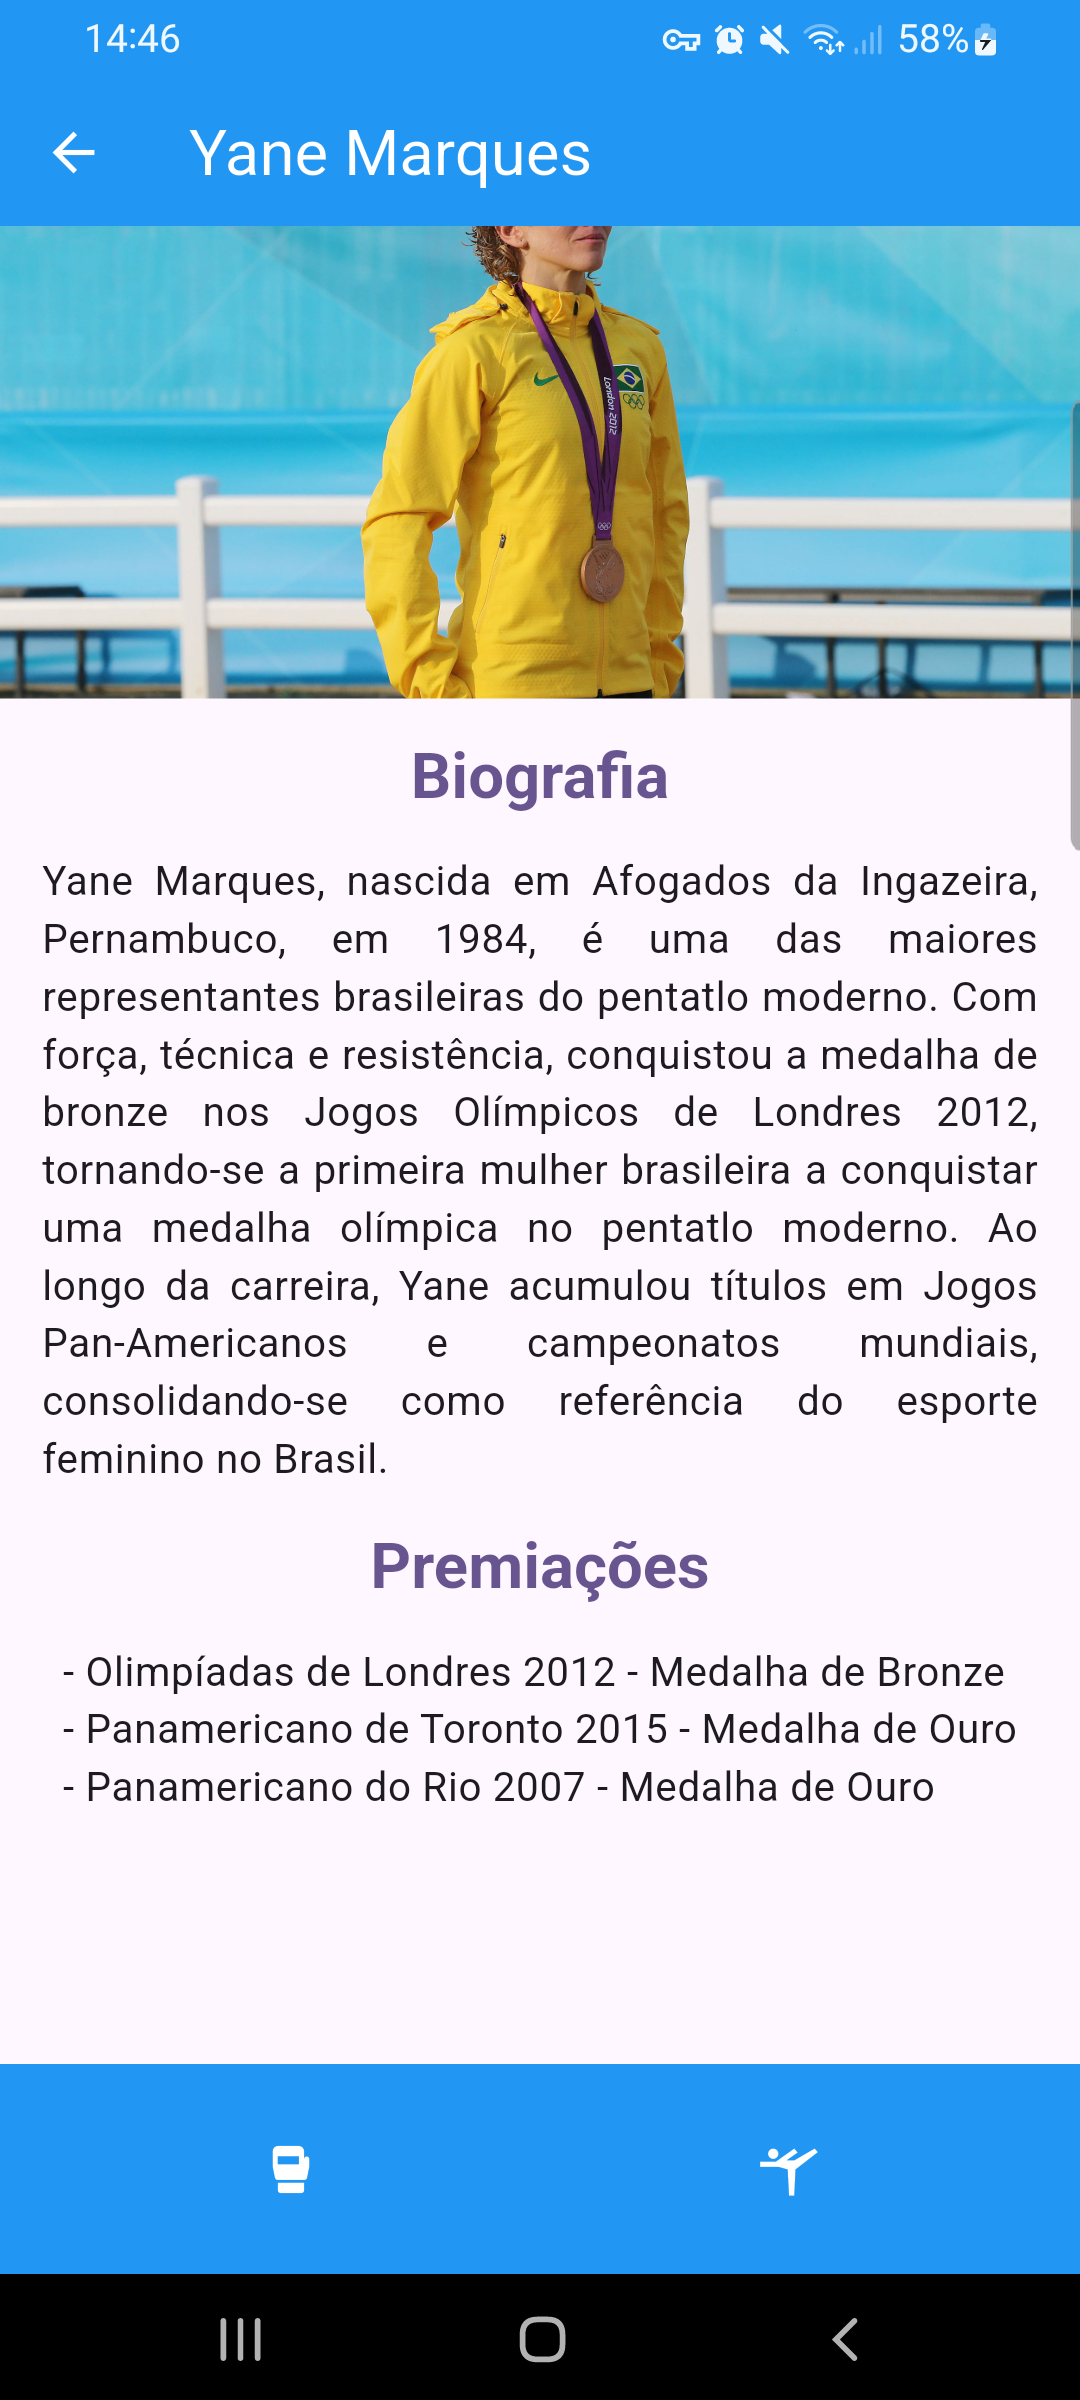 14:46
58%
Yane Marques
London 2012
Biografia
Yane Marques, nascida em Afogados da Ingazeira,
Pernambuco, em 1984, é uma das maiores
representantes brasileiras do pentatlo moderno. Com
força, técnica e resistência, conquistou a medalha de
bronze nos Jogos Olímpicos de Londres 2012,
tornando-se a primeira mulher brasileira a conquistar
uma medalha olímpica no pentatlo moderno. Ao
longo da carreira, Yane acumulou títulos em Jogos
Pan-Americanos e campeonatos mundiais,
consolidando-se como referência do esporte
feminino no Brasil.
Premiações
- Olimpíadas de Londres 2012 - Medalha de Bronze
- Panamericano de Toronto 2015 - Medalha de Ouro
- Panamericano do Rio 2007 - Medalha de Ouro